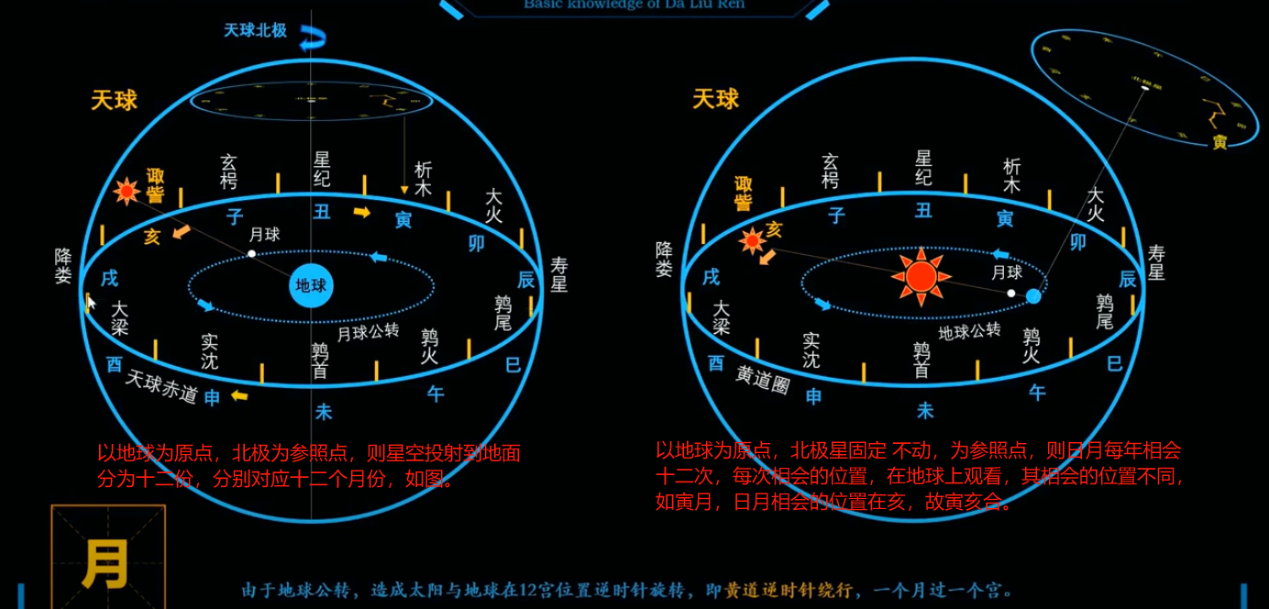 Basic knowledge of Da Liu Ren
天球北极
天球
玄枵
星纪
析木
大火
寿星
鹑尾
鹑火
鹑首
实沈
大梁
降娄
诹訾
子
丑
寅
卯
辰
巳
午
未
申
酉
戌
亥
月球
地球
月球公转
天球赤道
以地球为原点，北极为参照点，则星空投射到地面
分为十二份，分别对应十二个月份，如图。
天球
寅
玄枵
星纪
析木
大火
寿星
鹑尾
鹑火
鹑首
实沈
大梁
降娄
诹訾
子
丑
寅
卯
辰
巳
午
未
申
酉
戌
亥
月球
地球公转
黄道圈
以地球为原点，北极星固定 不动，为参照点，则日月每年相会
十二次，每次相会的位置，在地球上观看，其相会的位置不同，
如寅月，日月相会的位置在亥，故寅亥合。
月
由于地球公转，造成太阳与地球在12宫位置逆时针旋转，即黄道逆时针绕行，一个月过一个宫。